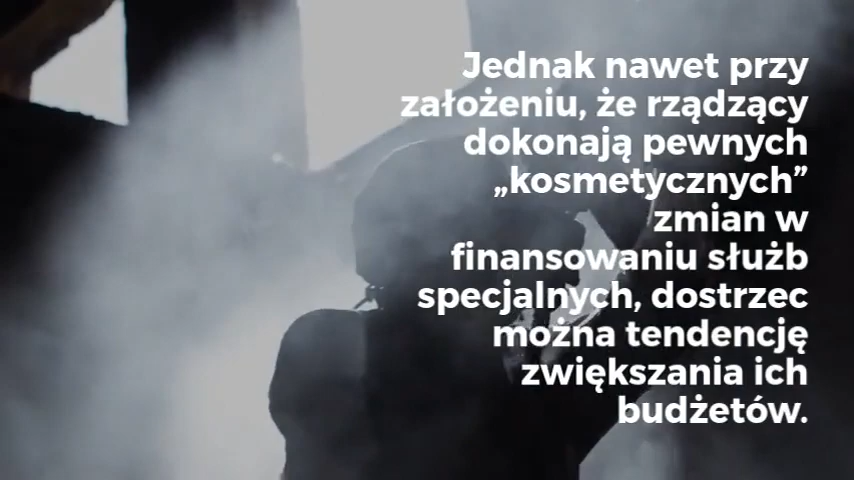 Jednak nawet przy
założeniu, że rządzący
dokonają pewnych
„kosmetycznych”
zmian w
finansowaniu służb
specjalnych, dostrzec
można tendencję
zwiększania ich
budżetów.